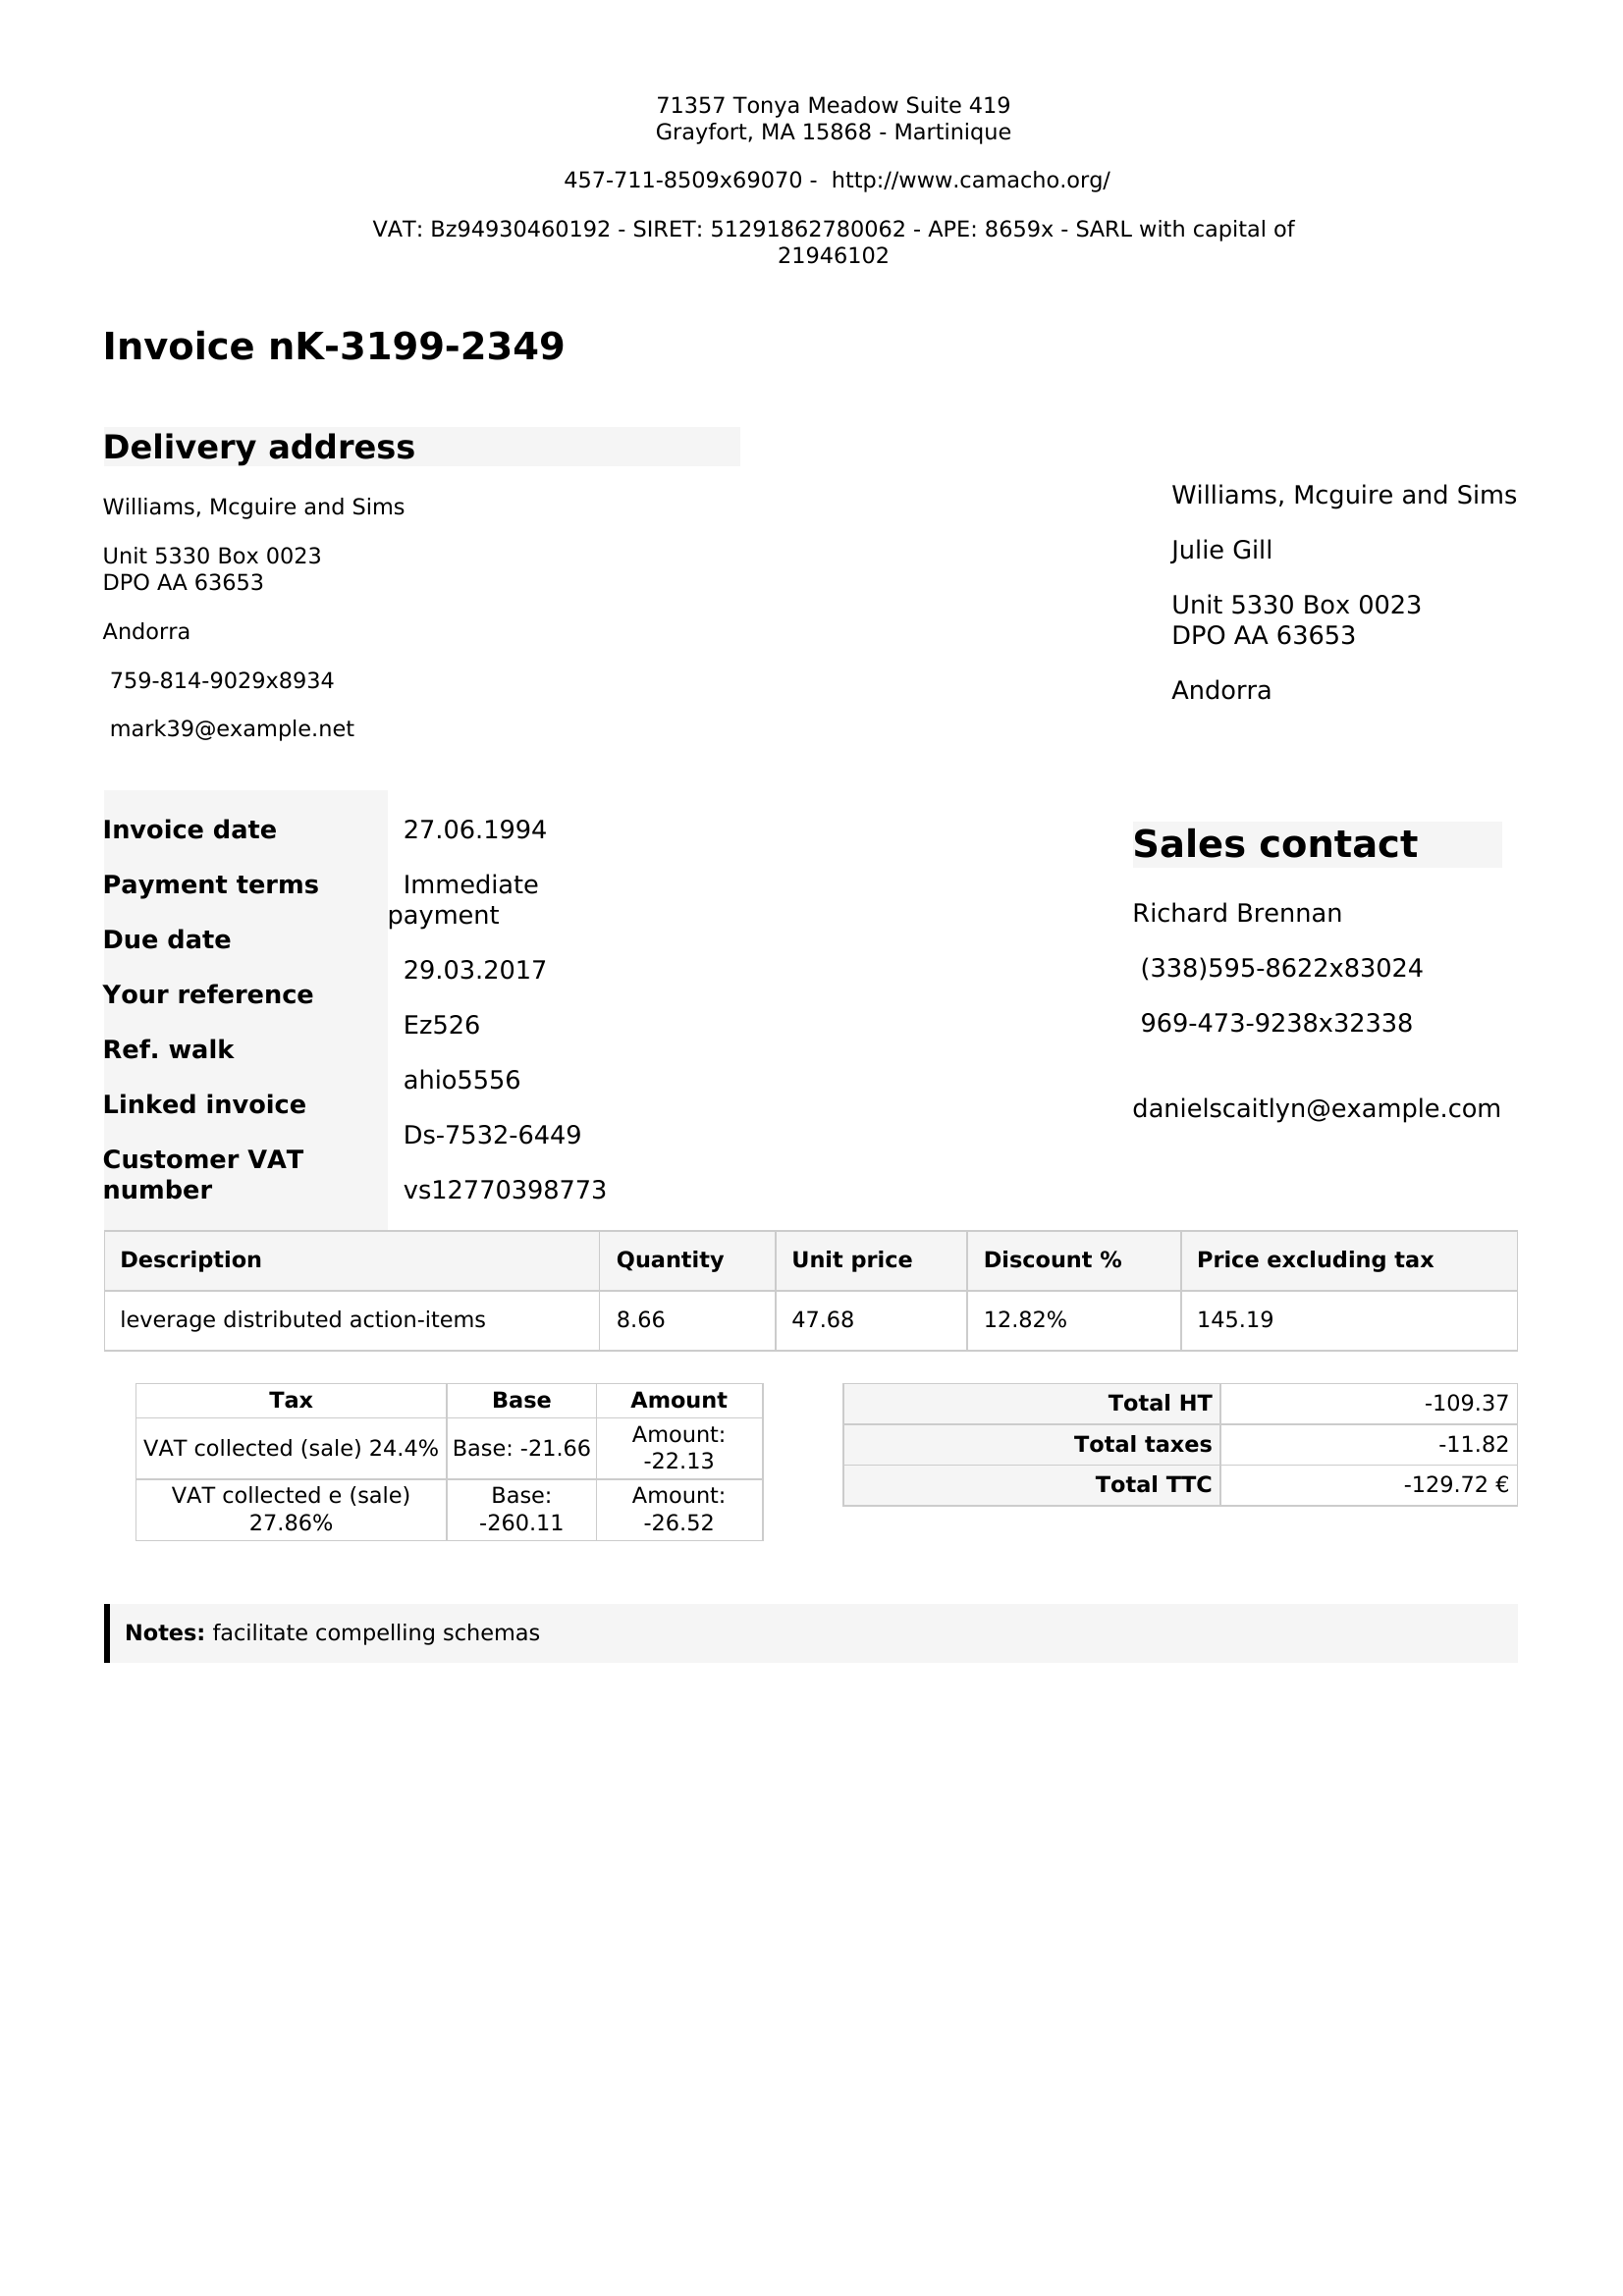 71357 Tonya Meadow Suite 419
Grayfort, MA 15868 - Martinique
457-711-8509x69070 - http://www.camacho.org/
VAT: Bz94930460192 - SIRET: 51291862780062 - APE: 8659x - SARL with capital of
21946102
Invoice nK-3199-2349
Delivery address
Williams, Mcguire and Sims
Unit 5330 Box 0023
DPO AA 63653
Andorra
759-814-9029x8934
mark39@example.net
Williams, Mcguire and Sims
Julie Gill
Unit 5330 Box 0023
DPO AA 63653
Andorra
Invoice date
Payment terms
Due date
Your reference
Ref. walk
Linked invoice
Customer VAT
number
27.06.1994
Immediate
payment
29.03.2017
Ez526
ahio5556
Ds-7532-6449
vs12770398773
Sales contact
Richard Brennan
(338)595-8622x83024
969-473-9238x32338
danielscaitlyn@example.com
Description Quantity Unit price Discount % Price excluding tax
leverage distributed action-items 8.66 47.68 12.82% 145.19
Tax Base Amount
VAT collected (sale) 24.4% Base: -21.66 Amount:
-22.13
VAT collected e (sale) Base: Amount:
27.86% -260.11 -26.52
Total HT -109.37
Total taxes -11.82
Total TTC -129.72 €
Notes: facilitate compelling schemas